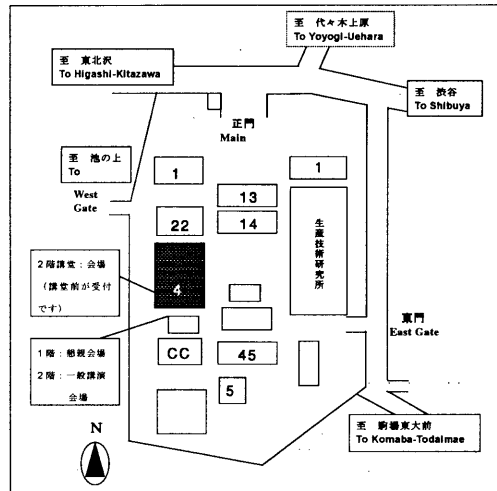 至 代々木上原
To Yoyogi-Uehara
至 東北沢
To Higashi-Kitazawa
至 渋谷
To Shibuya
正門
Main
至 池の上
To
West
Gate
1
1
13
22
14
生産技術研究所
2階講堂：会場
（講堂前が受付
です）
4
東門
East Gate
1階：懇親会場
2階：一般講演
会場
CC
45
5
N
至 駒場東大前
To Komaba-Todaimae